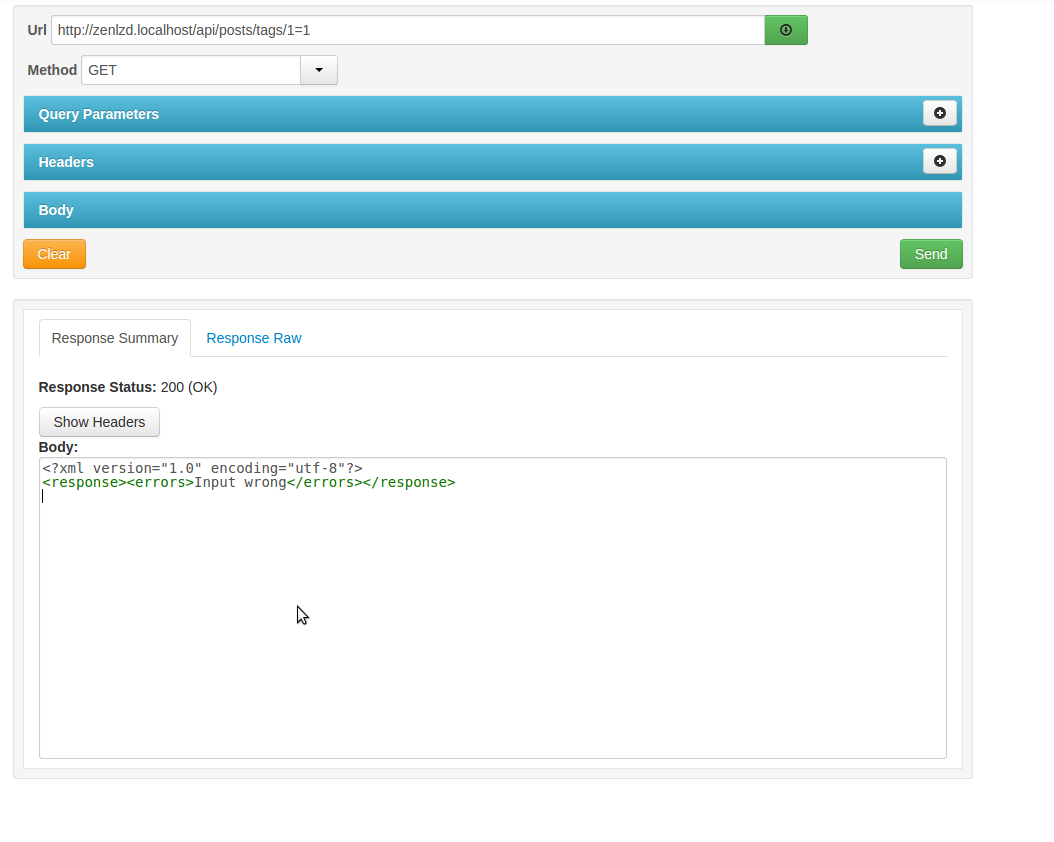 Url http://zenlzd.localhost/api/posts/tags/1=1
Method GET
Query Parameters
Headers
Body
Clear Send
Response Summary Response Raw
Response Status: 200 (OK)
Show Headers
Body:
<?xml version="1.0" encoding="utf-8"?>
<response><errors>Input wrong</errors></response>